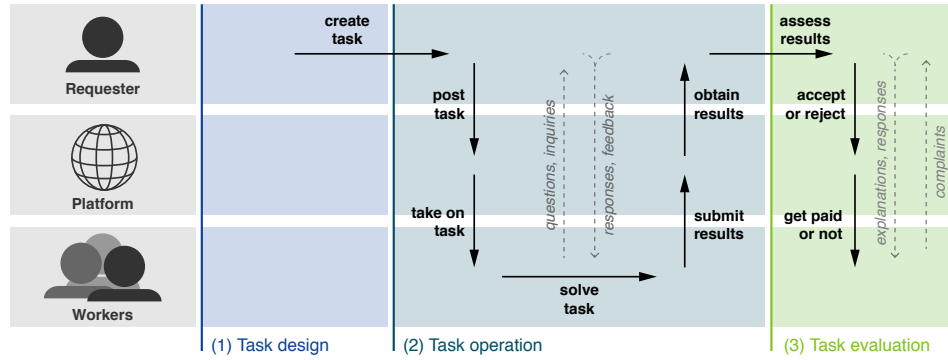 create
task
assess
results
Requester
post
task
questions, inquiries
responses, feedback
obtain
results
accept
or reject
explanations, responses
complaints
Platform
take on
task
submit
results
get paid
or not
solve
task
Workers
(1) Task design
(2) Task operation
(3) Task evaluation